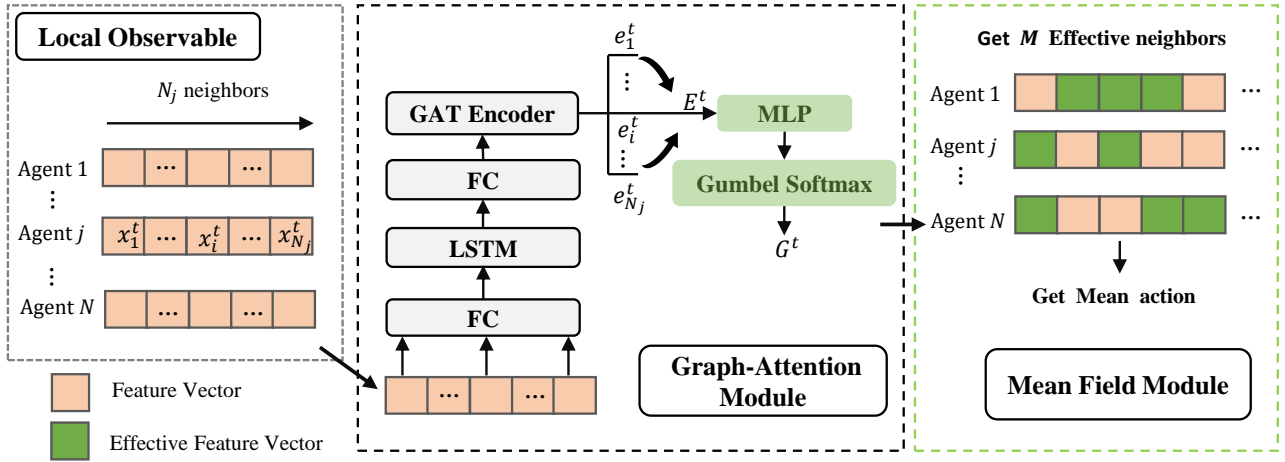 Local Observable
N_j neighbors
Agent 1
... ...
⋮
Agent j
x_1^t ... x_i^t ... x_{N_j}^t
⋮
Agent N
... ...
Feature Vector
Effective Feature Vector
e_1^t
⋮
e_i^t
...
e_{N_j}^t
E^t
GAT Encoder
FC
LSTM
FC
... ...
MLP
Gumbel Softmax
G^t
Graph-Attention
Module
Get M Effective neighbors
Agent 1 ...
Agent j ...
⋮
Agent N ...
Get Mean action
Mean Field Module